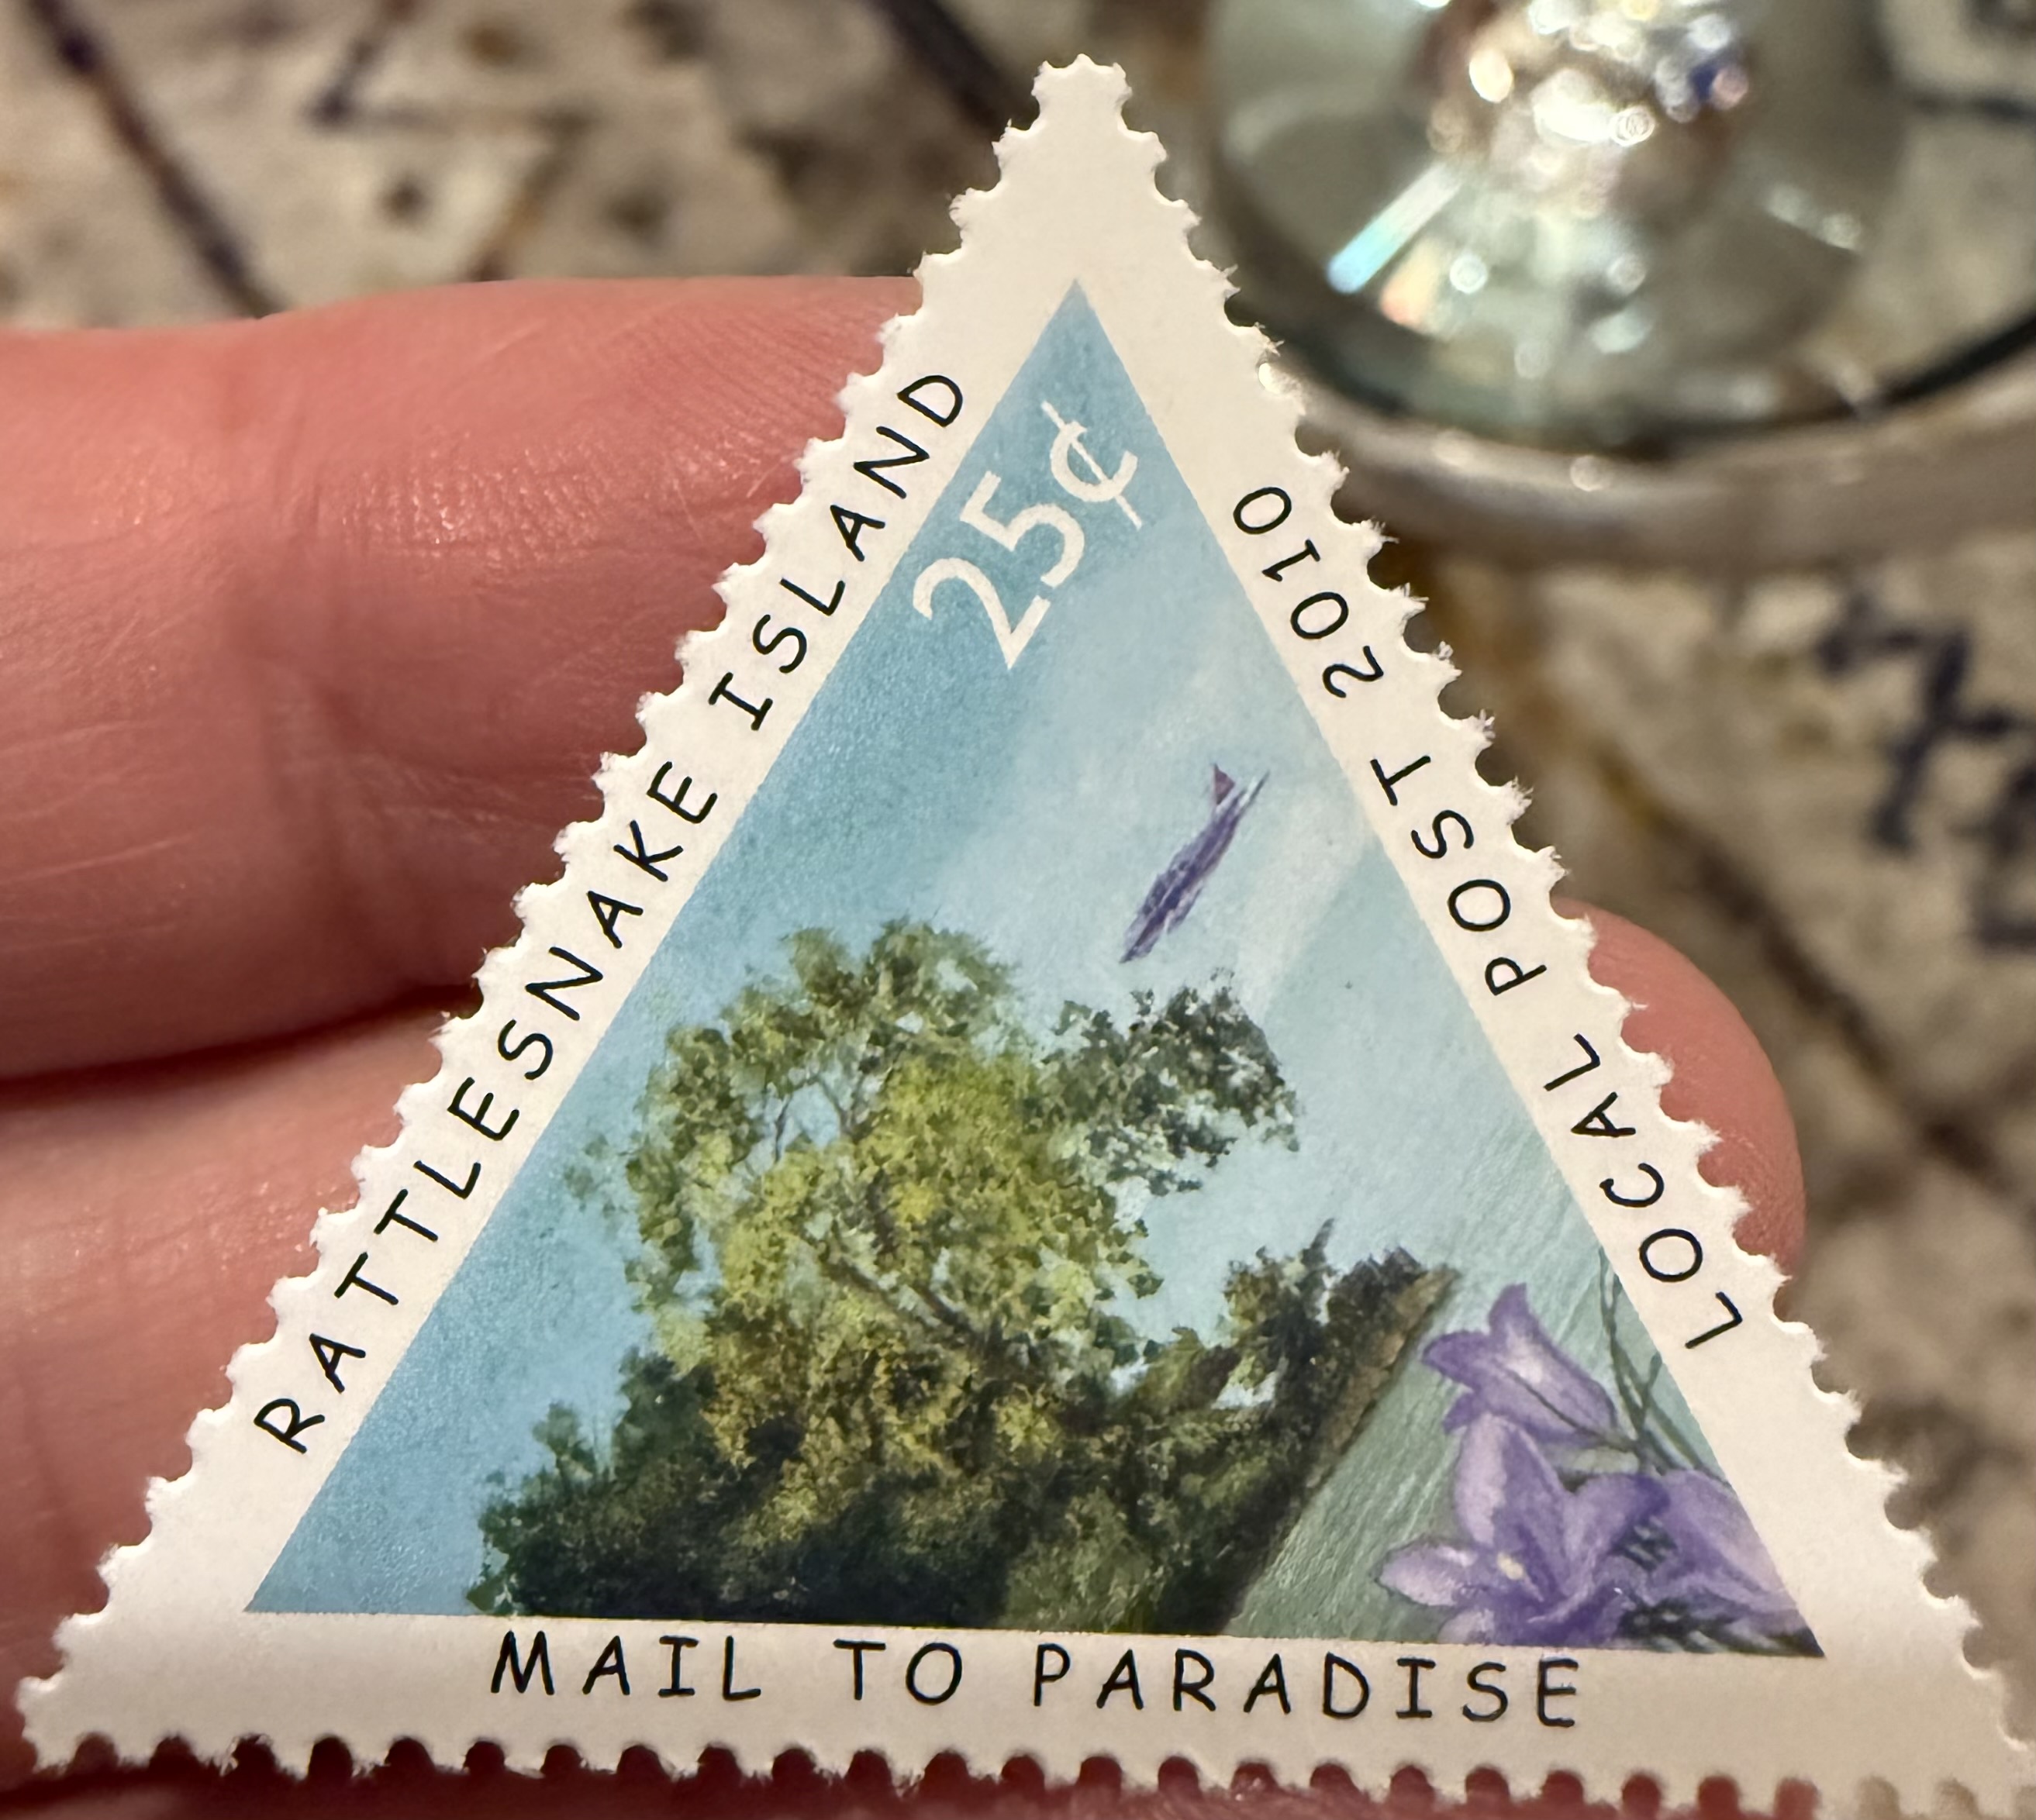 RATTLESNAKE ISLAND
25¢
LOCAL POST 2010
MAIL TO PARADISE